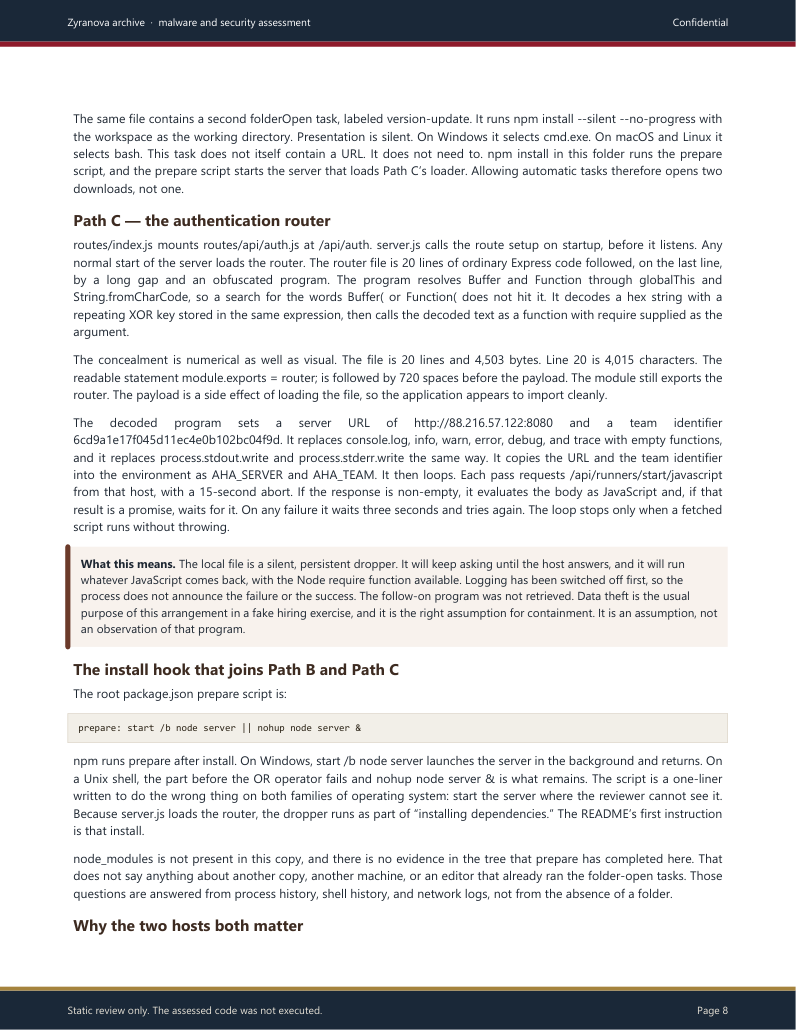 Zyranova archive · malware and security assessment
Confidential
The same file contains a second folderOpen task, labeled version-update. It runs npm install --silent --no-progress with
the workspace as the working directory. Presentation is silent. On Windows it selects cmd.exe. On macOS and Linux it
selects bash. This task does not itself contain a URL. It does not need to. npm install in this folder runs the prepare
script, and the prepare script starts the server that loads Path C’s loader. Allowing automatic tasks therefore opens two
downloads, not one.
Path C — the authentication router
routes/index.js mounts routes/api/auth.js at /api/auth. server.js calls the route setup on startup, before it listens. Any
normal start of the server loads the router. The router file is 20 lines of ordinary Express code followed, on the last line,
by a long gap and an obfuscated program. The program resolves Buffer and Function through globalThis and
String.fromCharCode, so a search for the words Buffer( or Function( does not hit it. It decodes a hex string with a
repeating XOR key stored in the same expression, then calls the decoded text as a function with require supplied as the
argument.
The concealment is numerical as well as visual. The file is 20 lines and 4,503 bytes. Line 20 is 4,015 characters. The
readable statement module.exports = router; is followed by 720 spaces before the payload. The module still exports the
router. The payload is a side effect of loading the file, so the application appears to import cleanly.
The decoded program sets a server URL of http://88.216.57.122:8080 and a team identifier
6cd9a1e17f045d11ec4e0b102bc04f9d. It replaces console.log, info, warn, error, debug, and trace with empty functions,
and it replaces process.stdout.write and process.stderr.write the same way. It copies the URL and the team identifier
into the environment as AHA_SERVER and AHA_TEAM. It then loops. Each pass requests /api/runners/start/javascript
from that host, with a 15-second abort. If the response is non-empty, it evaluates the body as JavaScript and, if that
result is a promise, waits for it. On any failure it waits three seconds and tries again. The loop stops only when a fetched
script runs without throwing.
What this means. The local file is a silent, persistent dropper. It will keep asking until the host answers, and it will run
whatever JavaScript comes back, with the Node require function available. Logging has been switched off first, so the
process does not announce the failure or the success. The follow-on program was not retrieved. Data theft is the usual
purpose of this arrangement in a fake hiring exercise, and it is the right assumption for containment. It is an assumption, not
an observation of that program.
The install hook that joins Path B and Path C
The root package.json prepare script is:
prepare: start /b node server || nohup node server &
npm runs prepare after install. On Windows, start /b node server launches the server in the background and returns. On
a Unix shell, the part before the OR operator fails and nohup node server & is what remains. The script is a one-liner
written to do the wrong thing on both families of operating system: start the server where the reviewer cannot see it.
Because server.js loads the router, the dropper runs as part of “installing dependencies.” The README’s first instruction
is that install.
node_modules is not present in this copy, and there is no evidence in the tree that prepare has completed here. That
does not say anything about another copy, another machine, or an editor that already ran the folder-open tasks. Those
questions are answered from process history, shell history, and network logs, not from the absence of a folder.
Why the two hosts both matter
Static review only. The assessed code was not executed.
Page 8